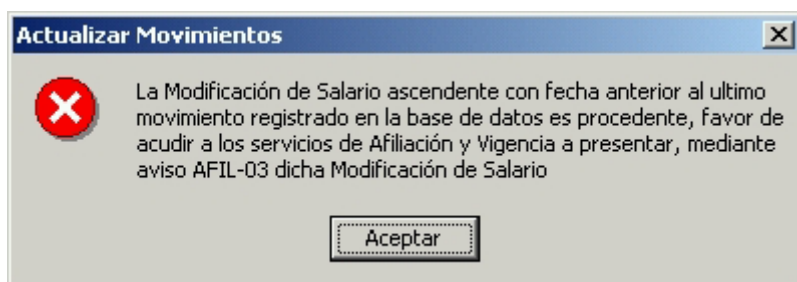 Actualizar Movimientos
La Modificación de Salario ascendente con fecha anterior al ultimo
movimiento registrado en la base de datos es procedente, favor de
acudir a los servicios de Afiliación y Vigencia a presentar, mediante
aviso AFIL-03 dicha Modificación de Salario
Aceptar